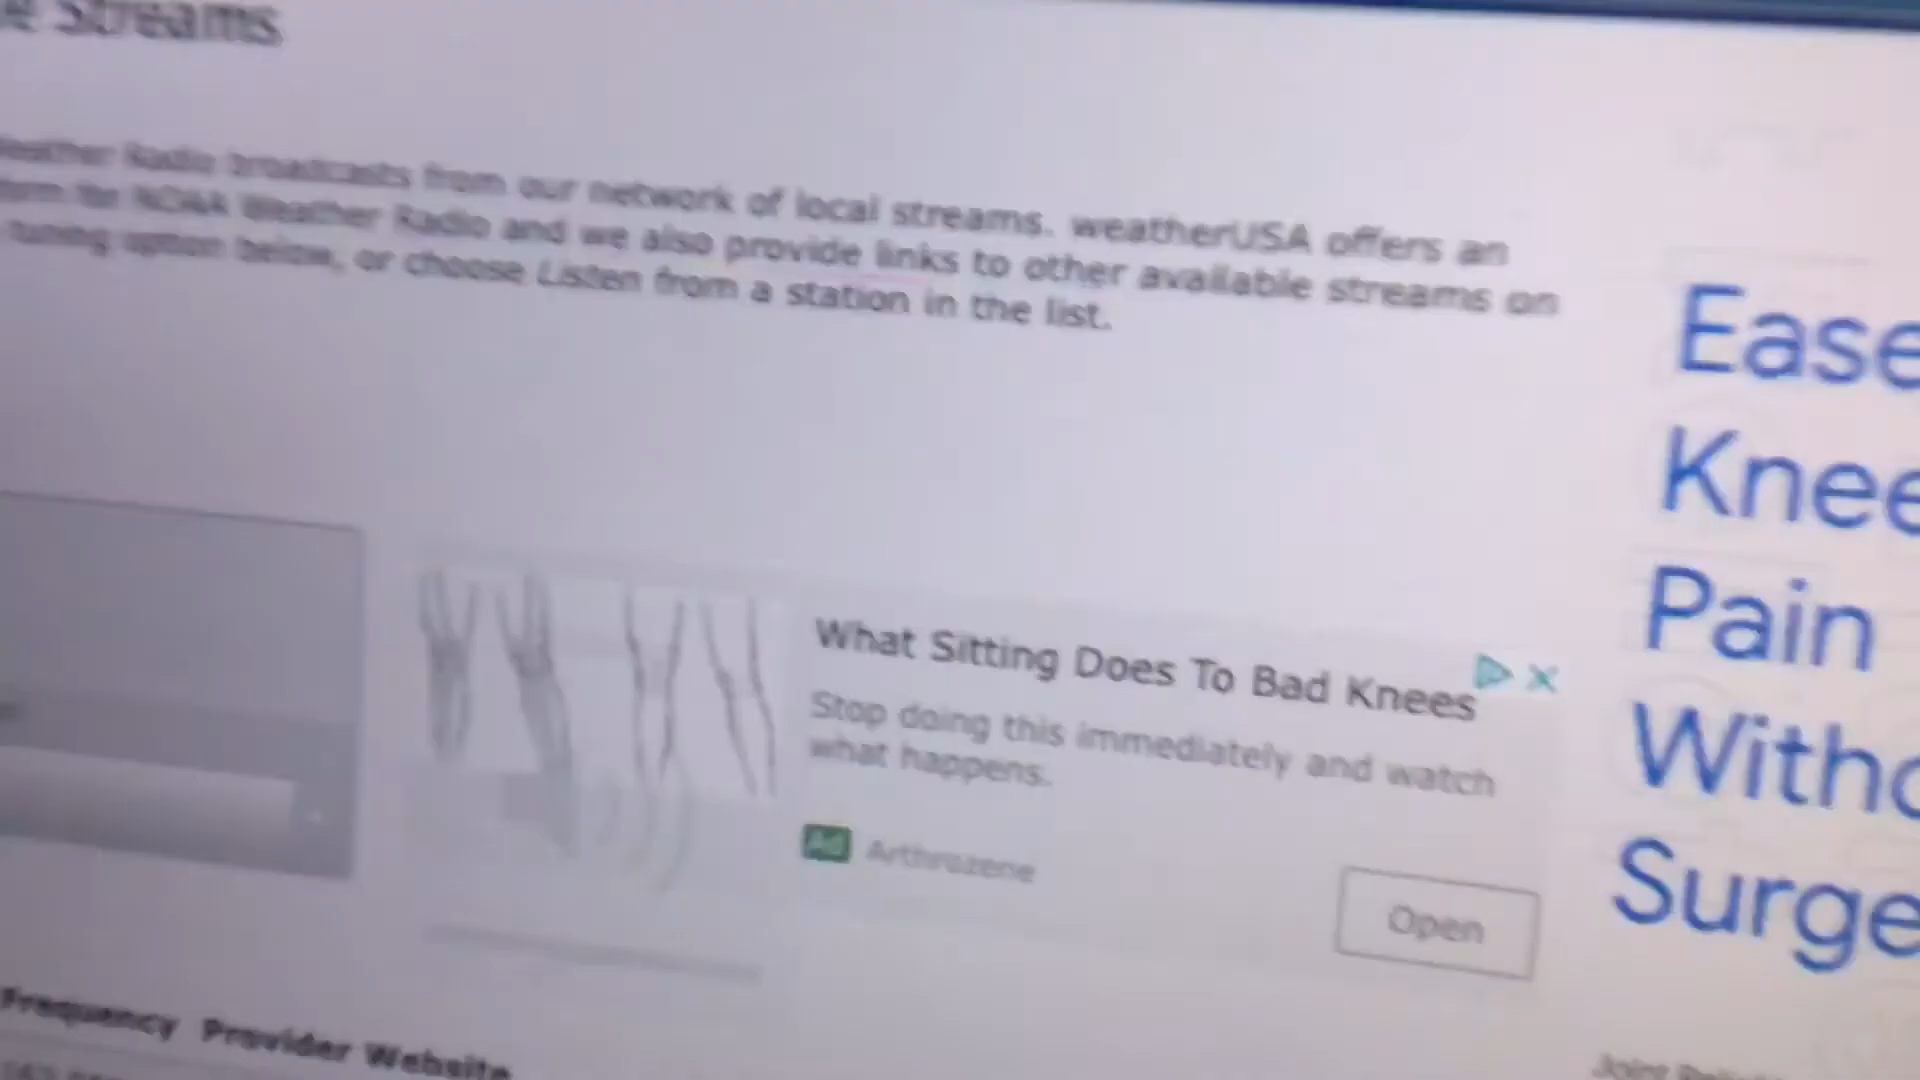 Streams
Weather Radio broadcasts from our network of local streams. weatherUSA offers an
form for NOAA Weather Radio and we also provide links to other available streams on
tuning option below, or choose Listen from a station in the list.
What Sitting Does To Bad Knees
Stop doing this immediately and watch
what happens.
Ad Arthrozene
Open
Ease
Knee
Pain
Witho
Surge
Frequency Provider Website